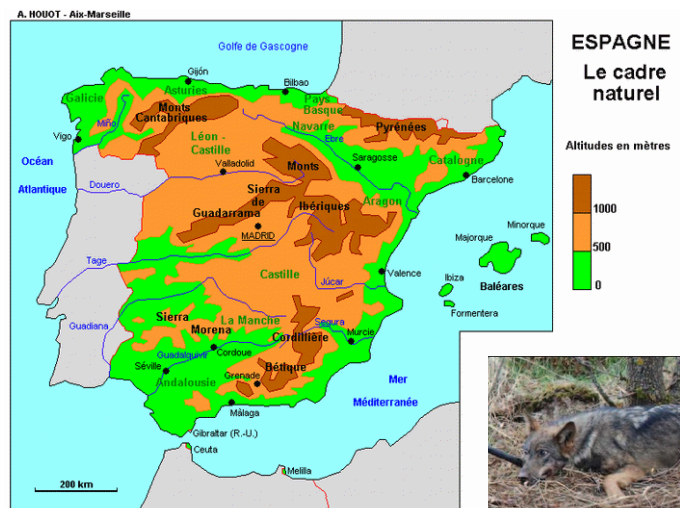 A. HOUOT - Aix-Marseille
ESPAGNE
Le cadre
naturel
Altitudes en mètres
1000
500
0
Golfe de Gascogne
Gijón
Asturies
Bilbao
Galicie
Monts
Cantabriques
Pays
Basque
Navarre
Pyrénées
Miño
Vigo
Léon -
Castille
Ebre
Saragosse
Catalogne
Barcelone
Océan
Atlantique
Valladolid
Monts
Ibériques
Douero
Sierra
de
Guadarrama
MADRID
Aragon
Minorque
Majorque
Ibiza
Baléares
Formentera
Tage
Castille
Júcar
Valence
Guadiana
Sierra
Morena
La Manche
Segura
Cordillière
Bétique
Murcie
Guadalquivir
Cordoue
Séville
Andalousie
Grenade
Màlaga
Mer
Méditerranée
Gibraltar (R.-U.)
Ceuta
Melilla
200 km